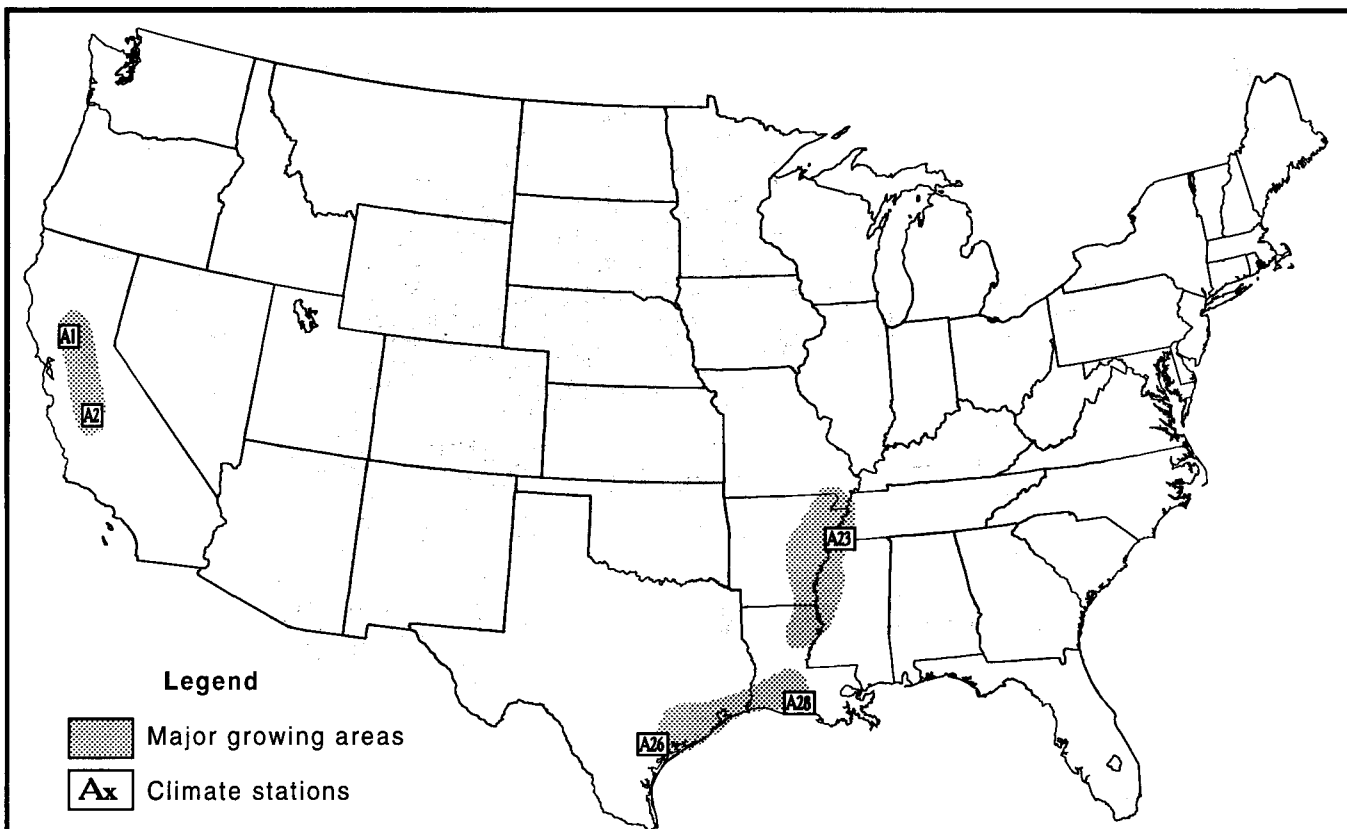 A1
A2
A23
A28
A26
Legend
Major growing areas
Ax Climate stations